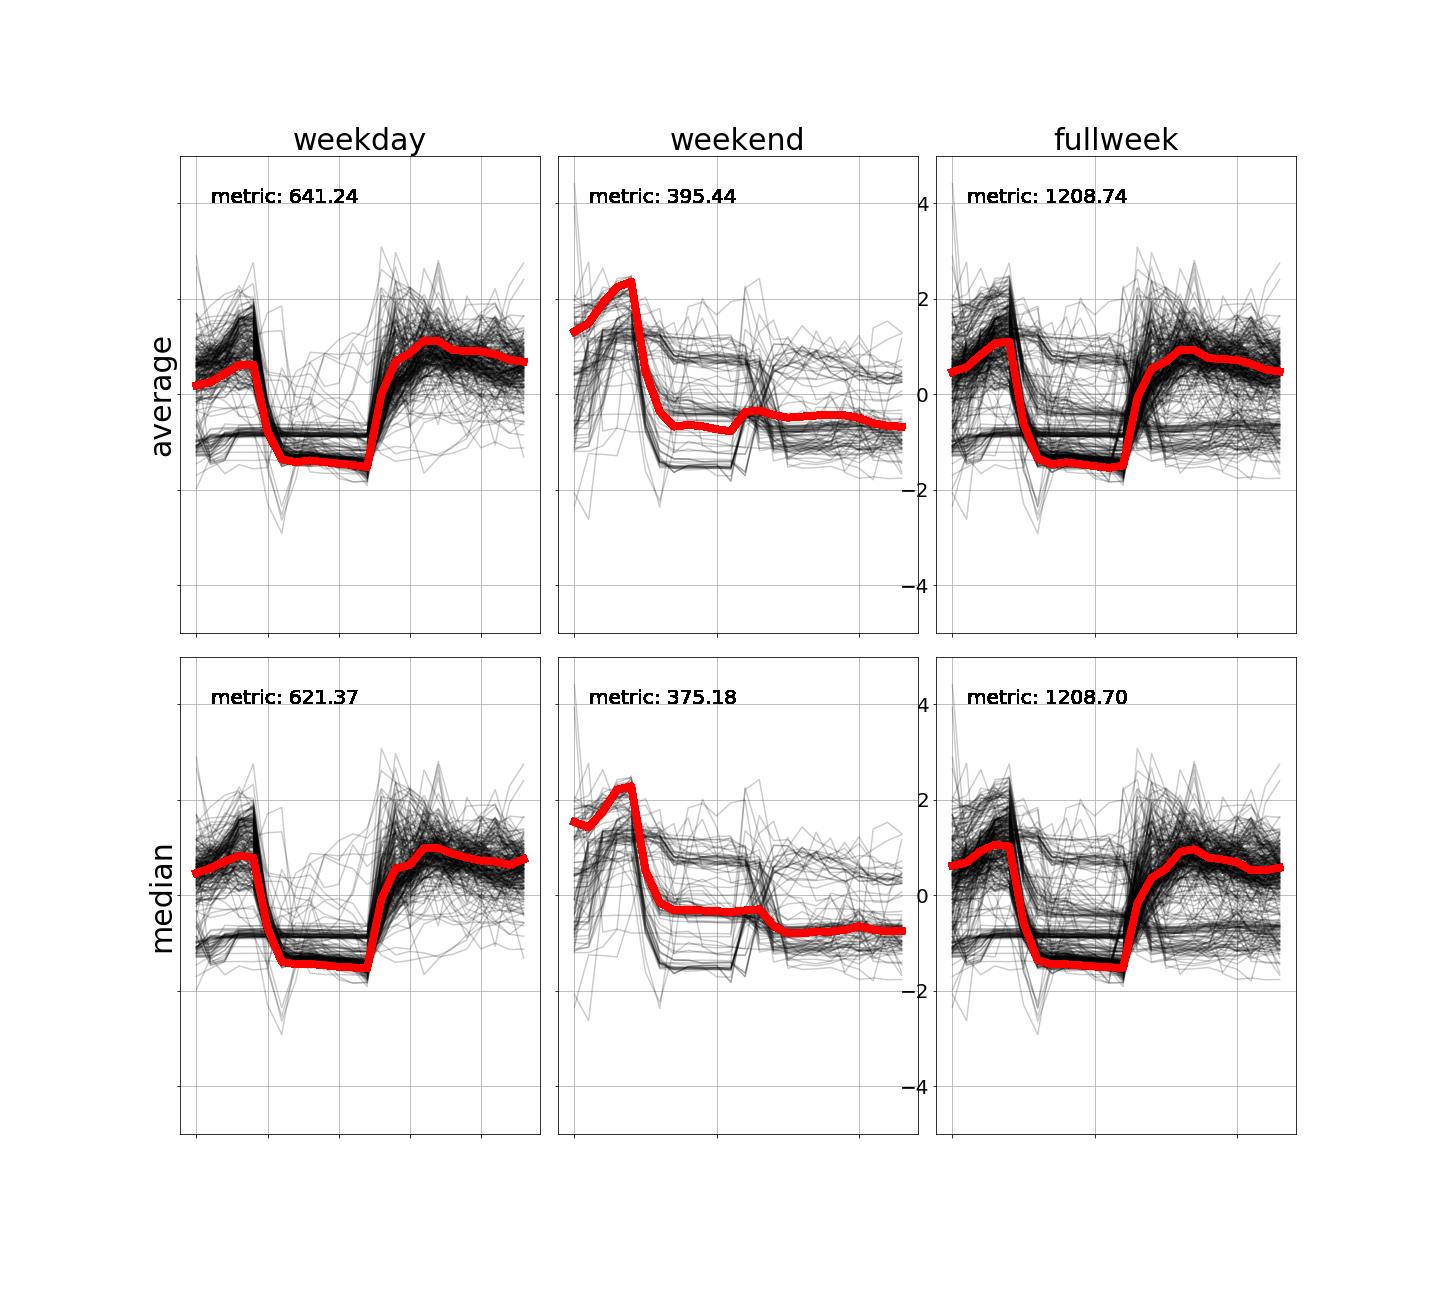 weekday
weekend
fullweek
metric: 641.24
metric: 395.44
metric: 1208.74
4
2
0
−2
−4
average
metric: 621.37
metric: 375.18
metric: 1208.70
4
2
0
−2
−4
median